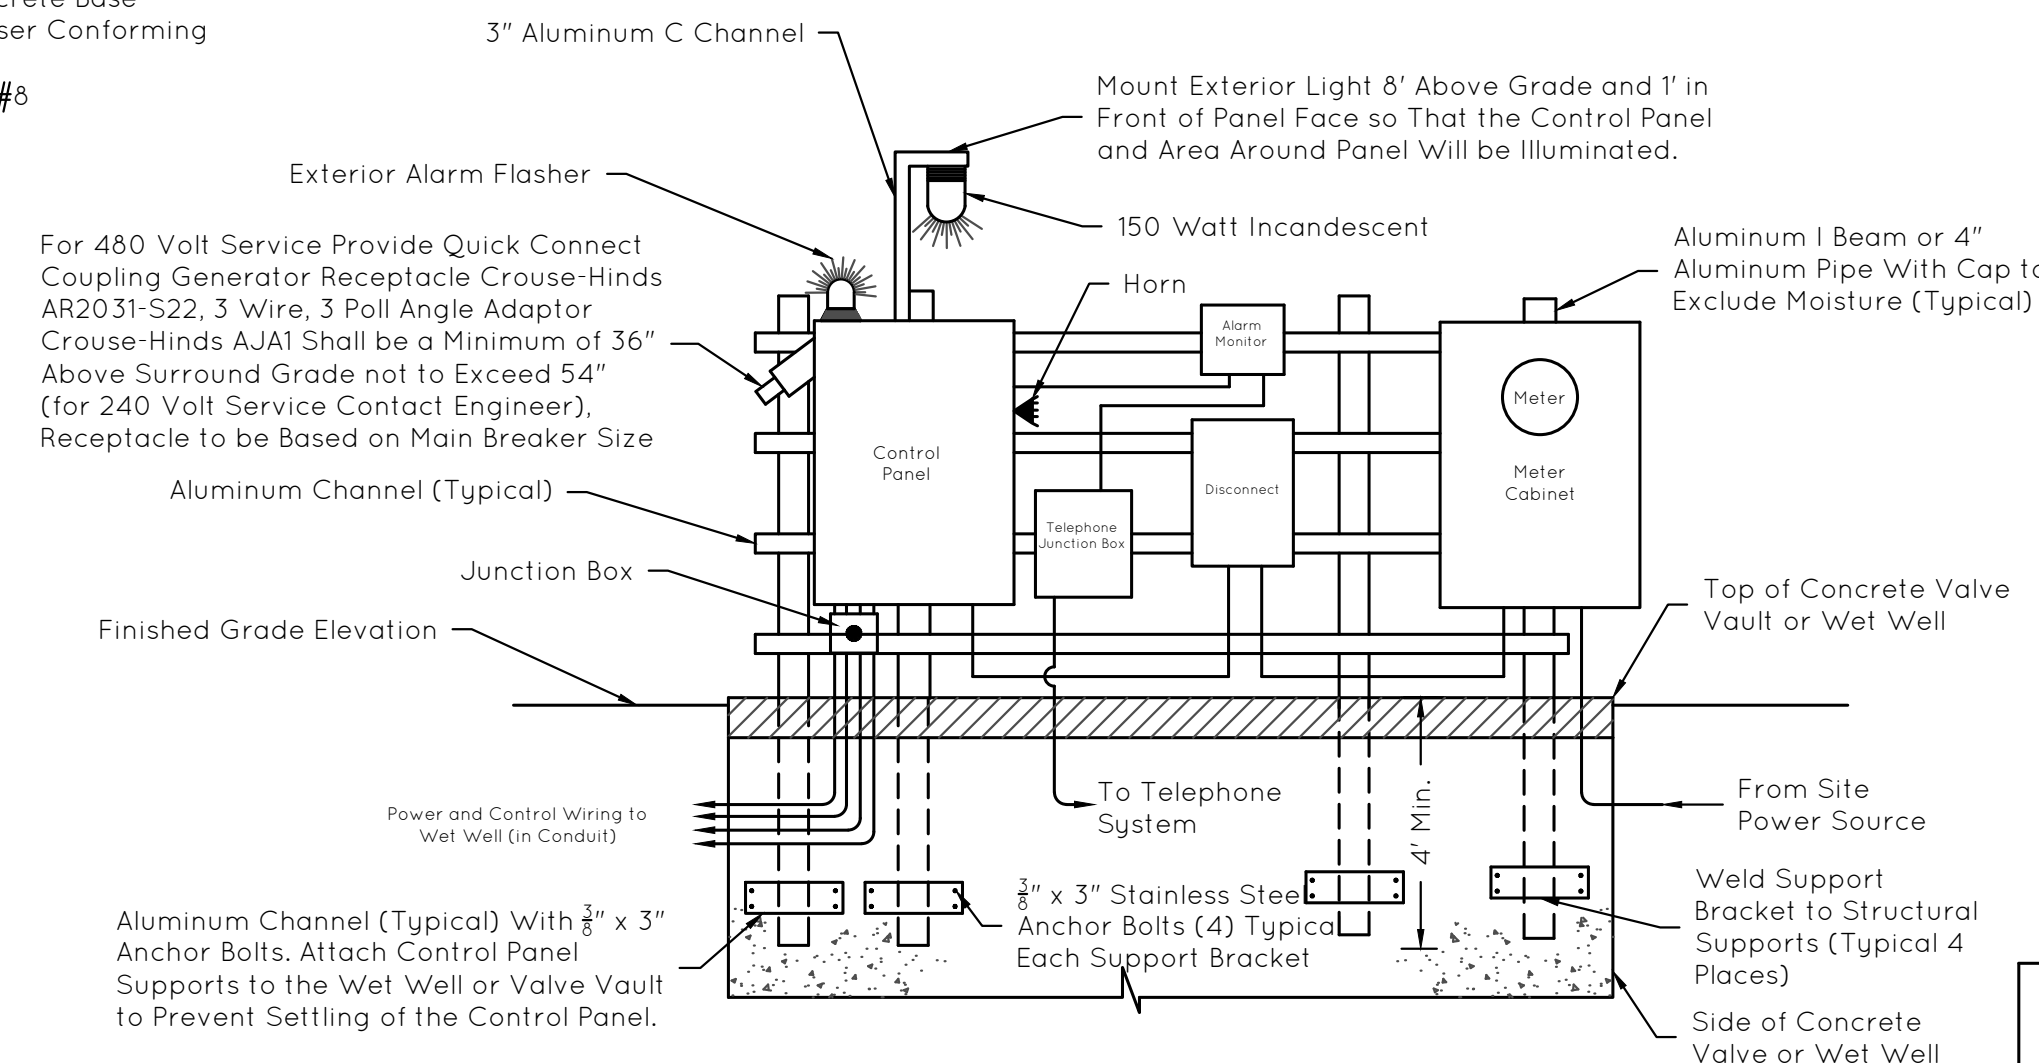 crete Base
ser Conforming
#8
3" Aluminum C Channel
Mount Exterior Light 8' Above Grade and 1' in
Front of Panel Face so That the Control Panel
and Area Around Panel Will be Illuminated.
Exterior Alarm Flasher
150 Watt Incandescent
For 480 Volt Service Provide Quick Connect
Coupling Generator Receptacle Crouse-Hinds
AR2031-S22, 3 Wire, 3 Poll Angle Adaptor
Crouse-Hinds AJA1 Shall be a Minimum of 36"
Above Surround Grade not to Exceed 54"
(for 240 Volt Service Contact Engineer),
Receptacle to be Based on Main Breaker Size
Horn
Aluminum I Beam or 4"
Aluminum Pipe With Cap to
Exclude Moisture (Typical)
Alarm
Monitor
Meter
Meter
Cabinet
Control
Panel
Disconnect
Telephone
Junction Box
Aluminum Channel (Typical)
Junction Box
Finished Grade Elevation
Top of Concrete Valve
Vault or Wet Well
Power and Control Wiring to
Wet Well (in Conduit)
To Telephone
System
4' Min.
From Site
Power Source
Aluminum Channel (Typical) With 3/8" x 3"
Anchor Bolts. Attach Control Panel
Supports to the Wet Well or Valve Vault
to Prevent Settling of the Control Panel.
3/8" x 3" Stainless Steel
Anchor Bolts (4) Typica
Each Support Bracket
Weld Support
Bracket to Structural
Supports (Typical 4
Places)
Side of Concrete
Valve or Wet Well